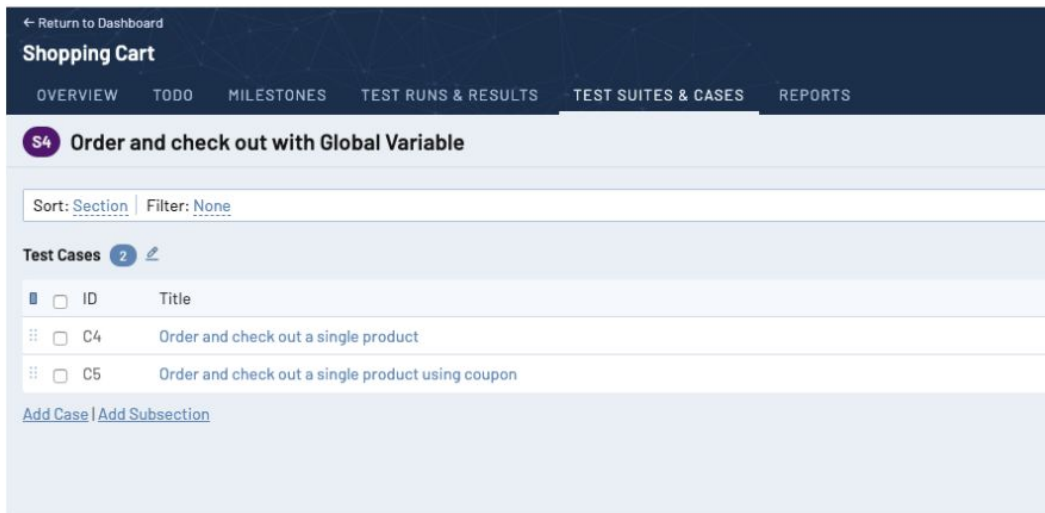 ← Return to Dashboard
Shopping Cart
OVERVIEW TODO MILESTONES TEST RUNS & RESULTS TEST SUITES & CASES REPORTS
S4 Order and check out with Global Variable
Sort: Section | Filter: None
Test Cases 2
ID Title
C4 Order and check out a single product
C5 Order and check out a single product using coupon
Add Case | Add Subsection